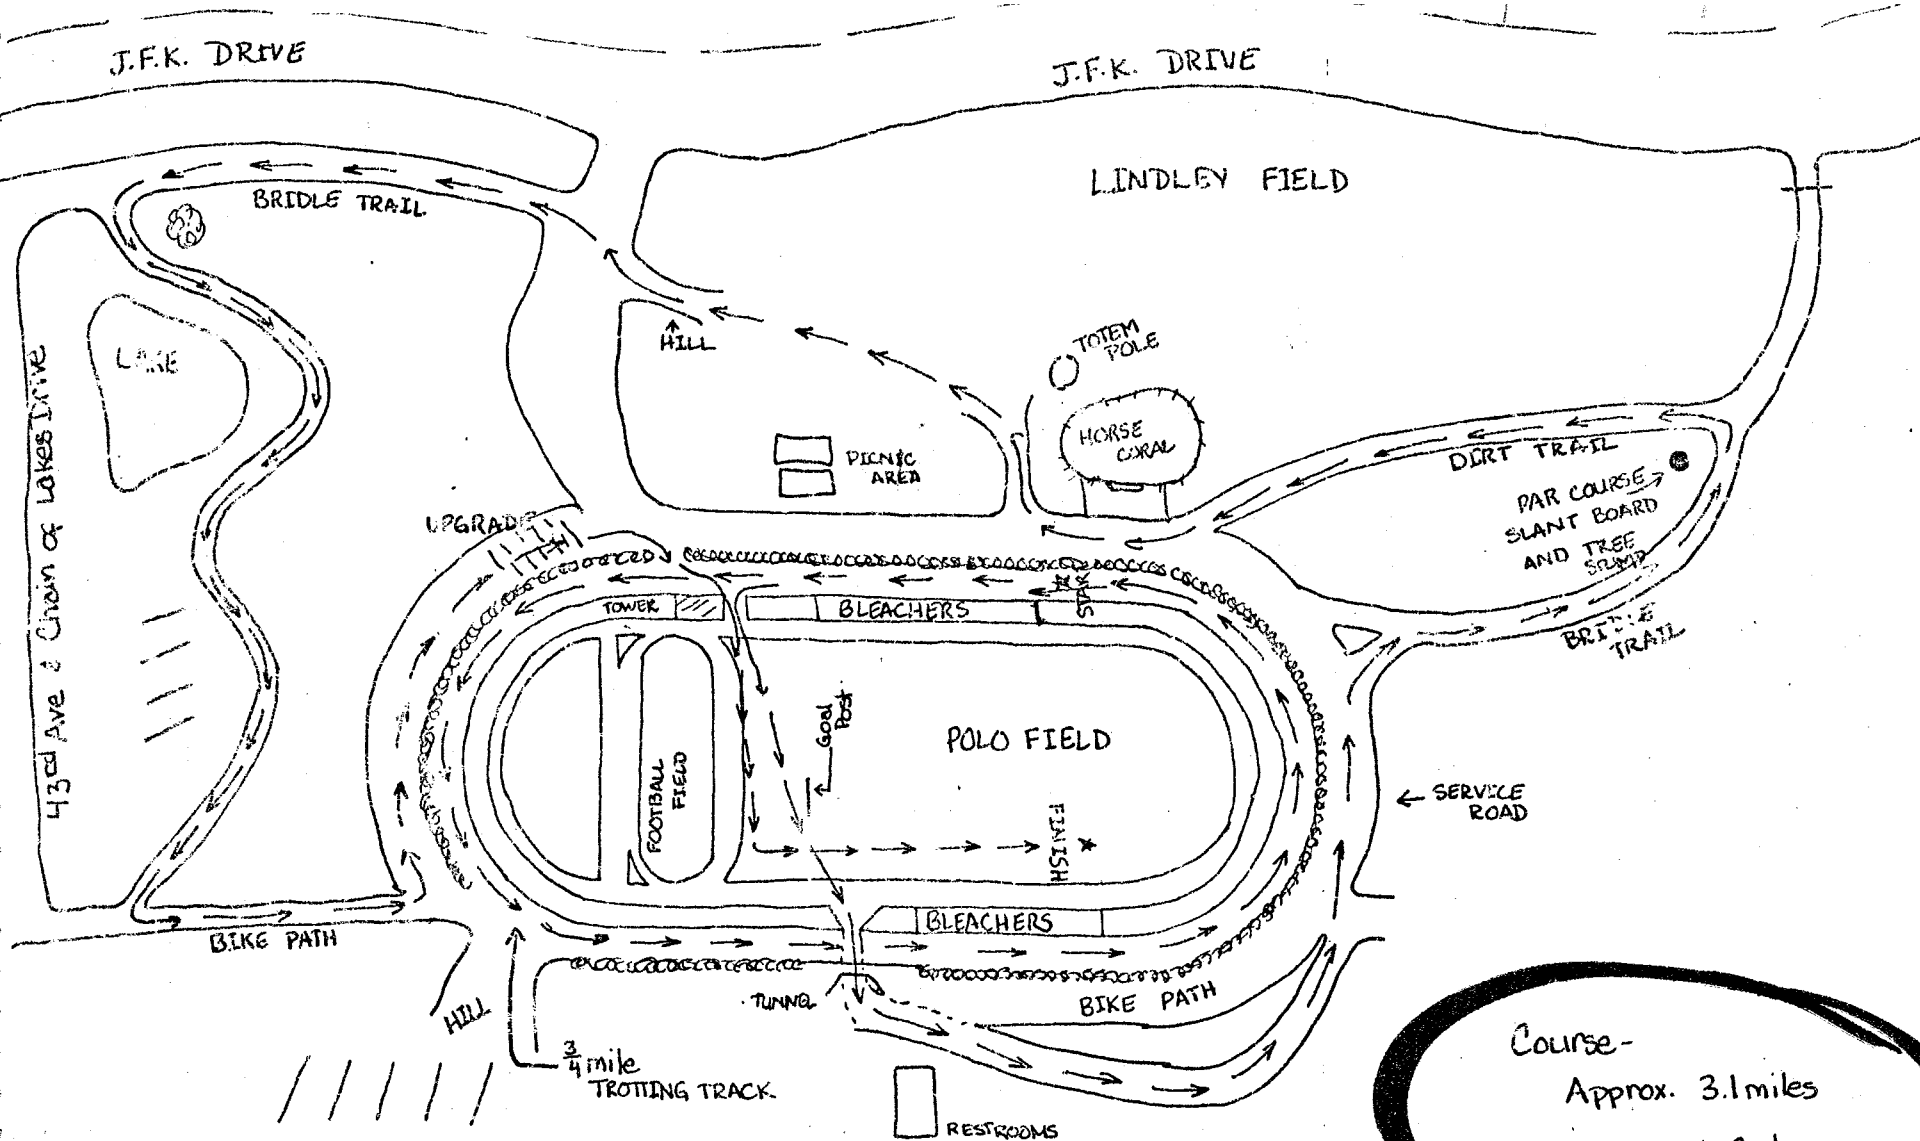 J.F.K. DRIVE
J.F.K. DRIVE
LINDLEY FIELD
BRIDLE TRAIL
HILL
TOTEM
POLE
LAKE
43rd Ave & Chain of Lakes Drive
HORSE
CORAL
PICNIC
AREA
DIRT TRAIL
PAR COURSE
SLANT BOARD
AND TREE
UPGRADE
TOWER
BLEACHERS
START
BRIDLE
TRAIL
Goal
Post
POLO FIELD
FOOTBALL
FIELD
FINISH
SERVICE
ROAD
BLEACHERS
BIKE PATH
HILL
TUNNEL
BIKE PATH
3/4 mile
TROTTING TRACK
RESTROOMS
Course-
Approx. 3.1 miles